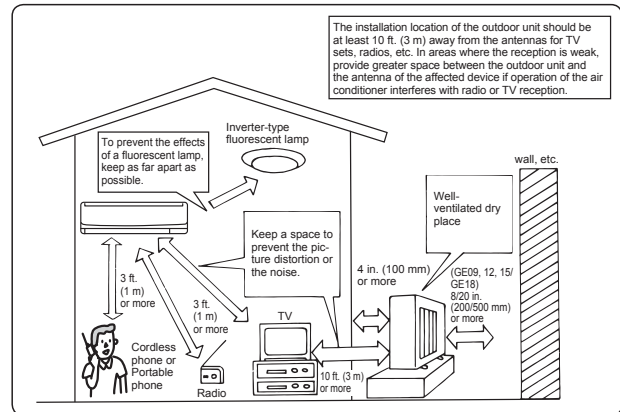 The installation location of the outdoor unit should be
at least 10 ft. (3 m) away from the antennas for TV
sets, radios, etc. In areas where the reception is weak,
provide greater space between the outdoor unit and
the antenna of the affected device if operation of the air
conditioner interferes with radio or TV reception.
Inverter-type
fluorescent lamp
To prevent the effects
of a fluorescent lamp,
keep as far apart as
possible.
wall, etc.
Well-
ventilated dry
place
Keep a space to
prevent the pic-
ture distortion or
the noise.
4 in. (100 mm)
or more
(GE09, 12, 15/
GE18)
8/20 in.
(200/500 mm)
or more
3 ft.
(1 m)
or more
3 ft.
(1 m)
or more
TV
Cordless
phone or
Portable
phone
Radio
10 ft. (3 m)
or more